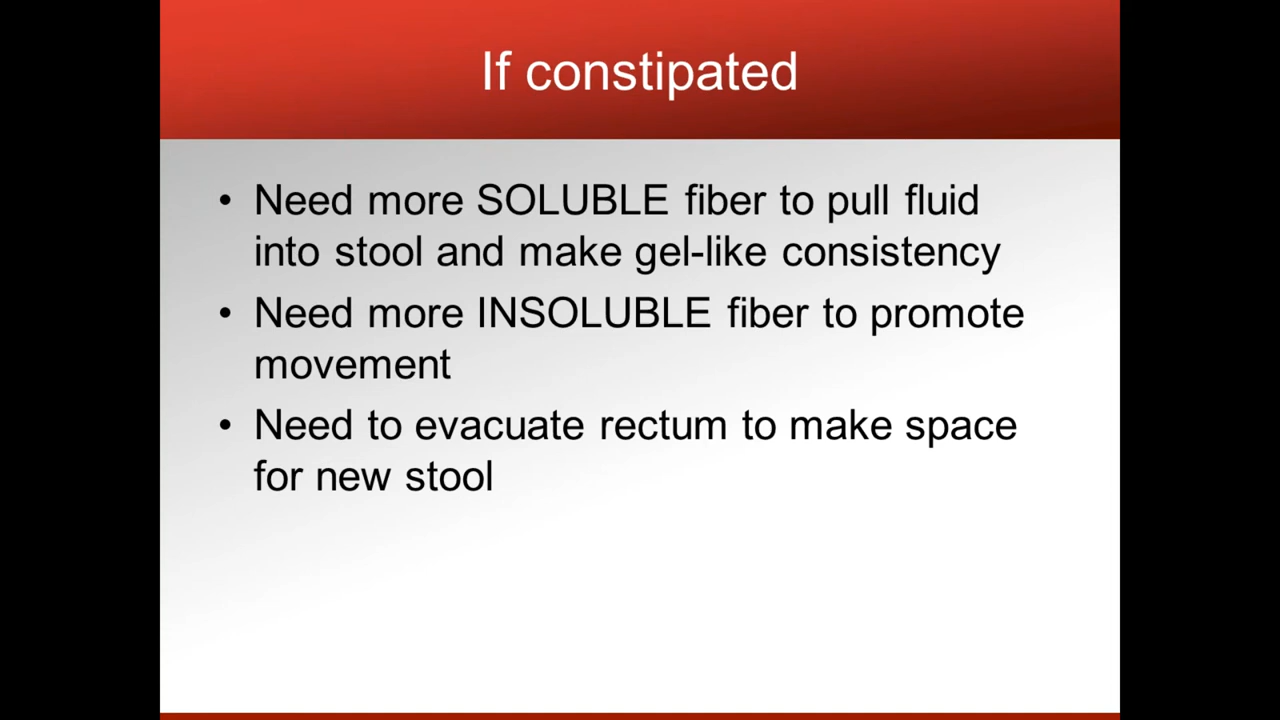 If constipated
• Need more SOLUBLE fiber to pull fluid
into stool and make gel-like consistency
• Need more INSOLUBLE fiber to promote
movement
• Need to evacuate rectum to make space
for new stool